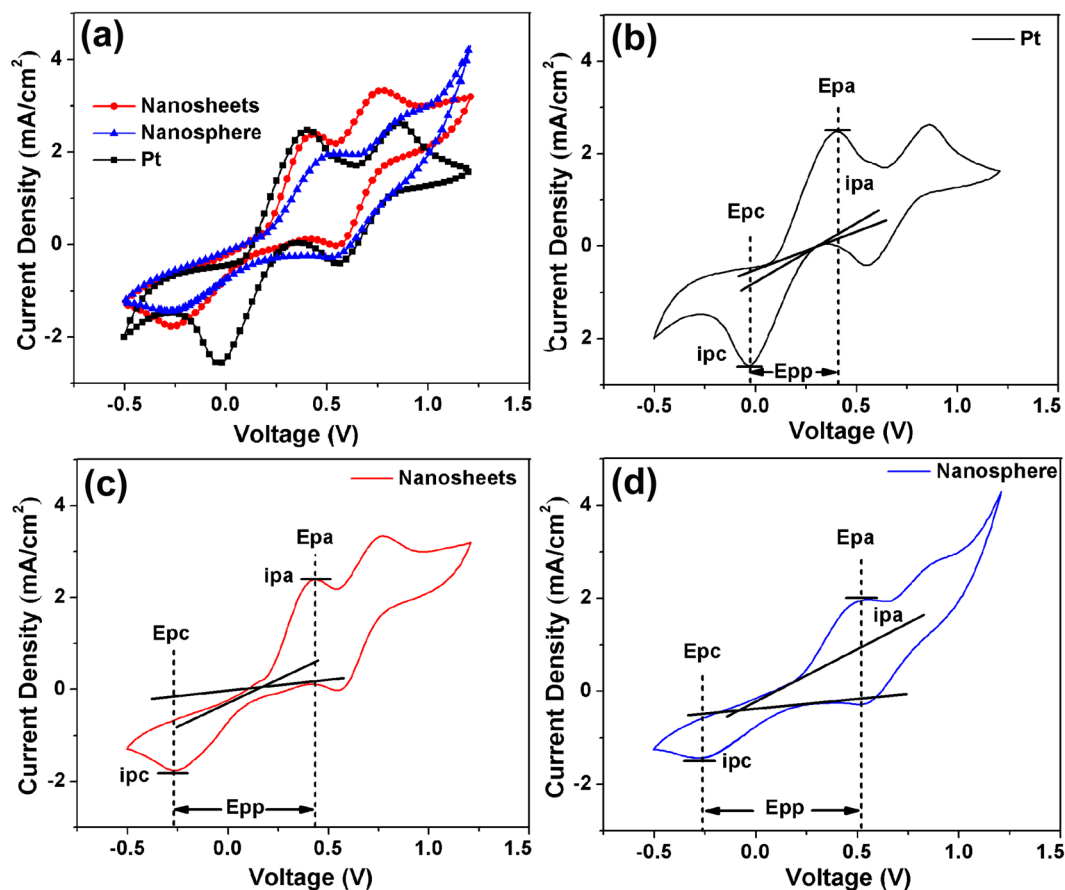 (a)
Nanosheets
Nanosphere
Pt
Current Density (mA/cm²)
4
2
0
-2
-0.5
0.0
0.5
1.0
1.5
Voltage (V)
(b)
Pt
Epa
ipa
Epc
ipc
Epp
Current Density (mA/cm²)
4
2
0
-2
-0.5
0.0
0.5
1.0
1.5
Voltage (V)
(c)
Nanosheets
Epa
ipa
Epc
ipc
Epp
Current Density (mA/cm²)
4
2
0
-2
-0.5
0.0
0.5
1.0
1.5
Voltage (V)
(d)
Nanosphere
Epa
ipa
Epc
ipc
Epp
Current Density (mA/cm²)
4
2
0
-2
-0.5
0.0
0.5
1.0
1.5
Voltage (V)